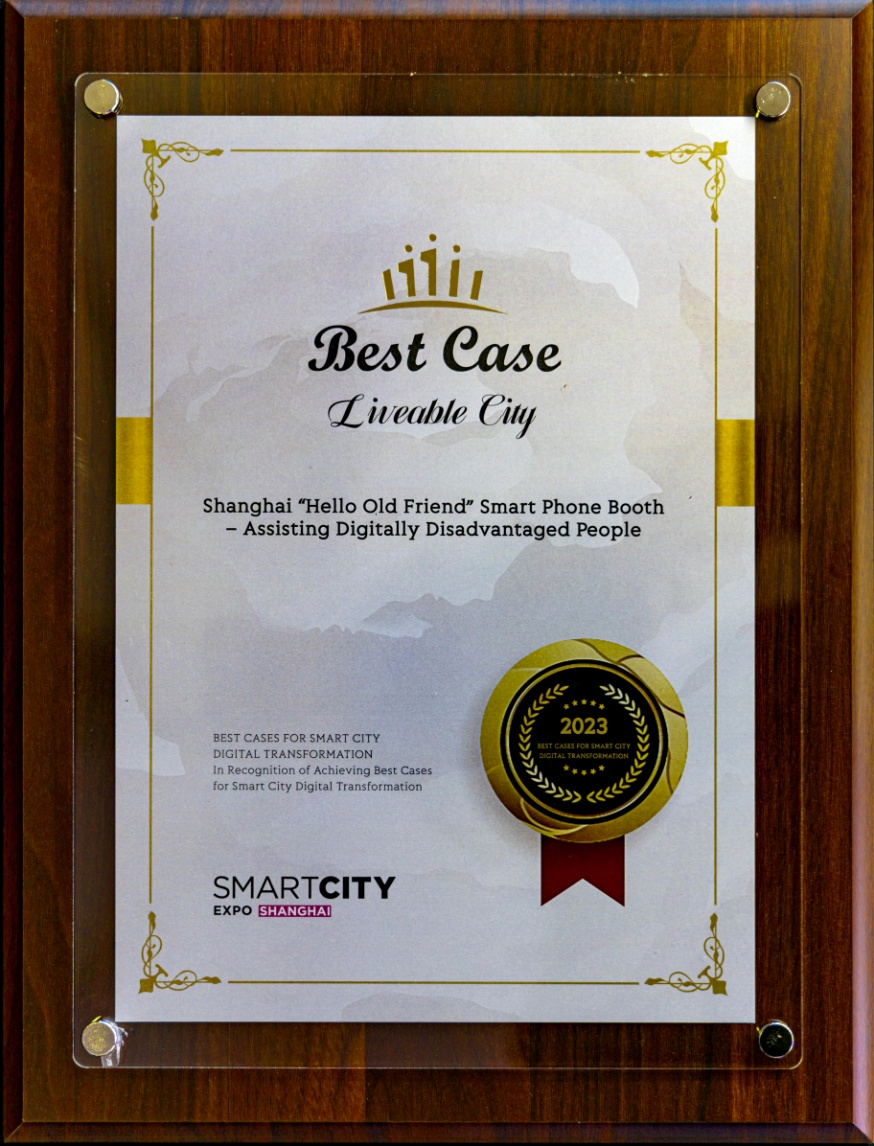 Best Case
Liveable City
Shanghai “Hello Old Friend” Smart Phone Booth
– Assisting Digitally Disadvantaged People
BEST CASES FOR SMART CITY
DIGITAL TRANSFORMATION
In Recognition of Achieving Best Cases
for Smart City Digital Transformation
2023
BEST CASES FOR SMART CITY
DIGITAL TRANSFORMATION
SMARTCITY
EXPO SHANGHAI